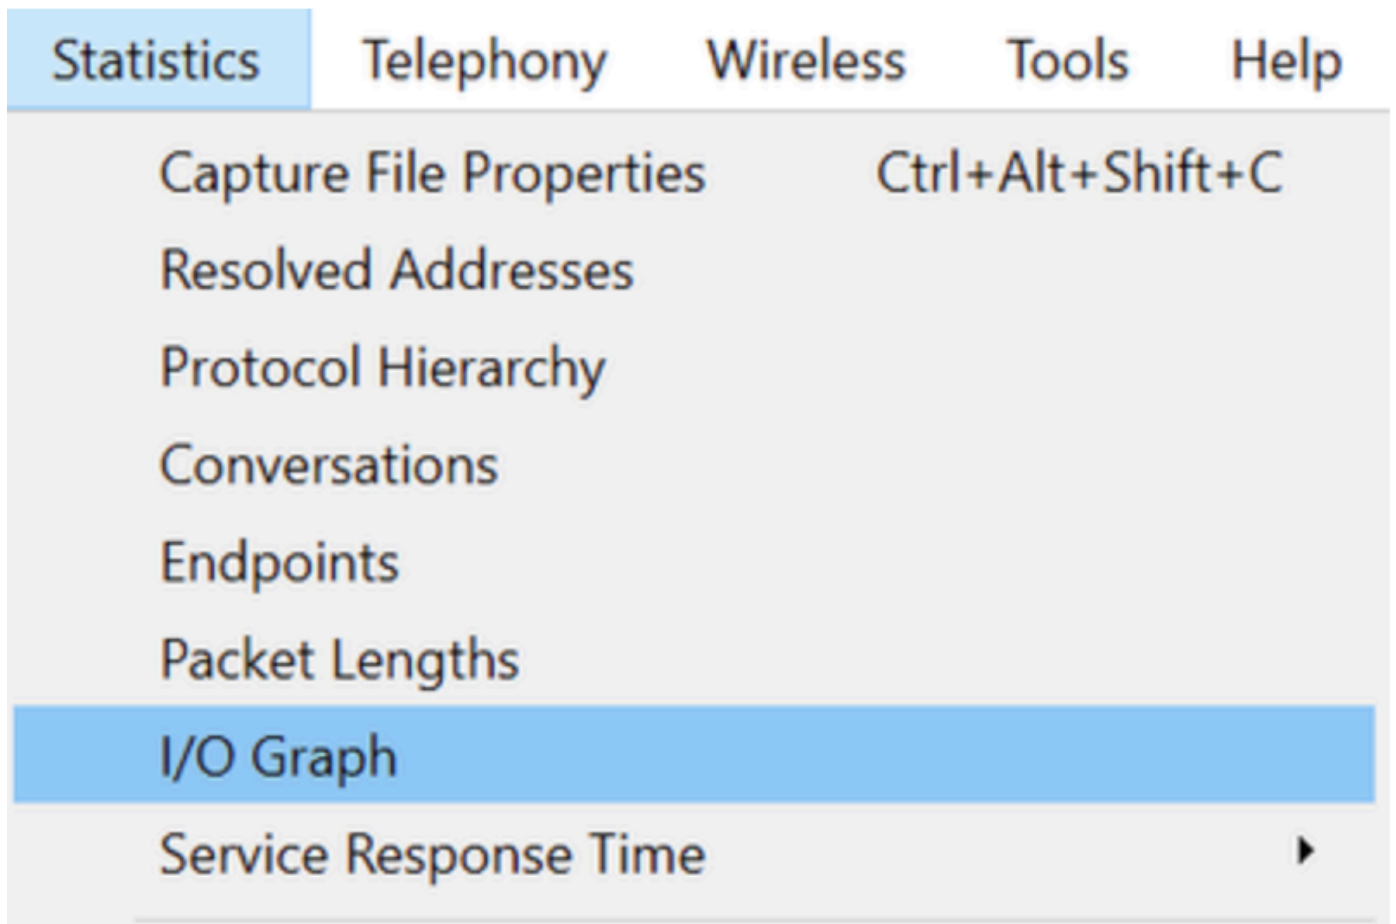 Statistics Telephony Wireless Tools Help
Capture File Properties Ctrl+Alt+Shift+C
Resolved Addresses
Protocol Hierarchy
Conversations
Endpoints
Packet Lengths
I/O Graph
Service Response Time